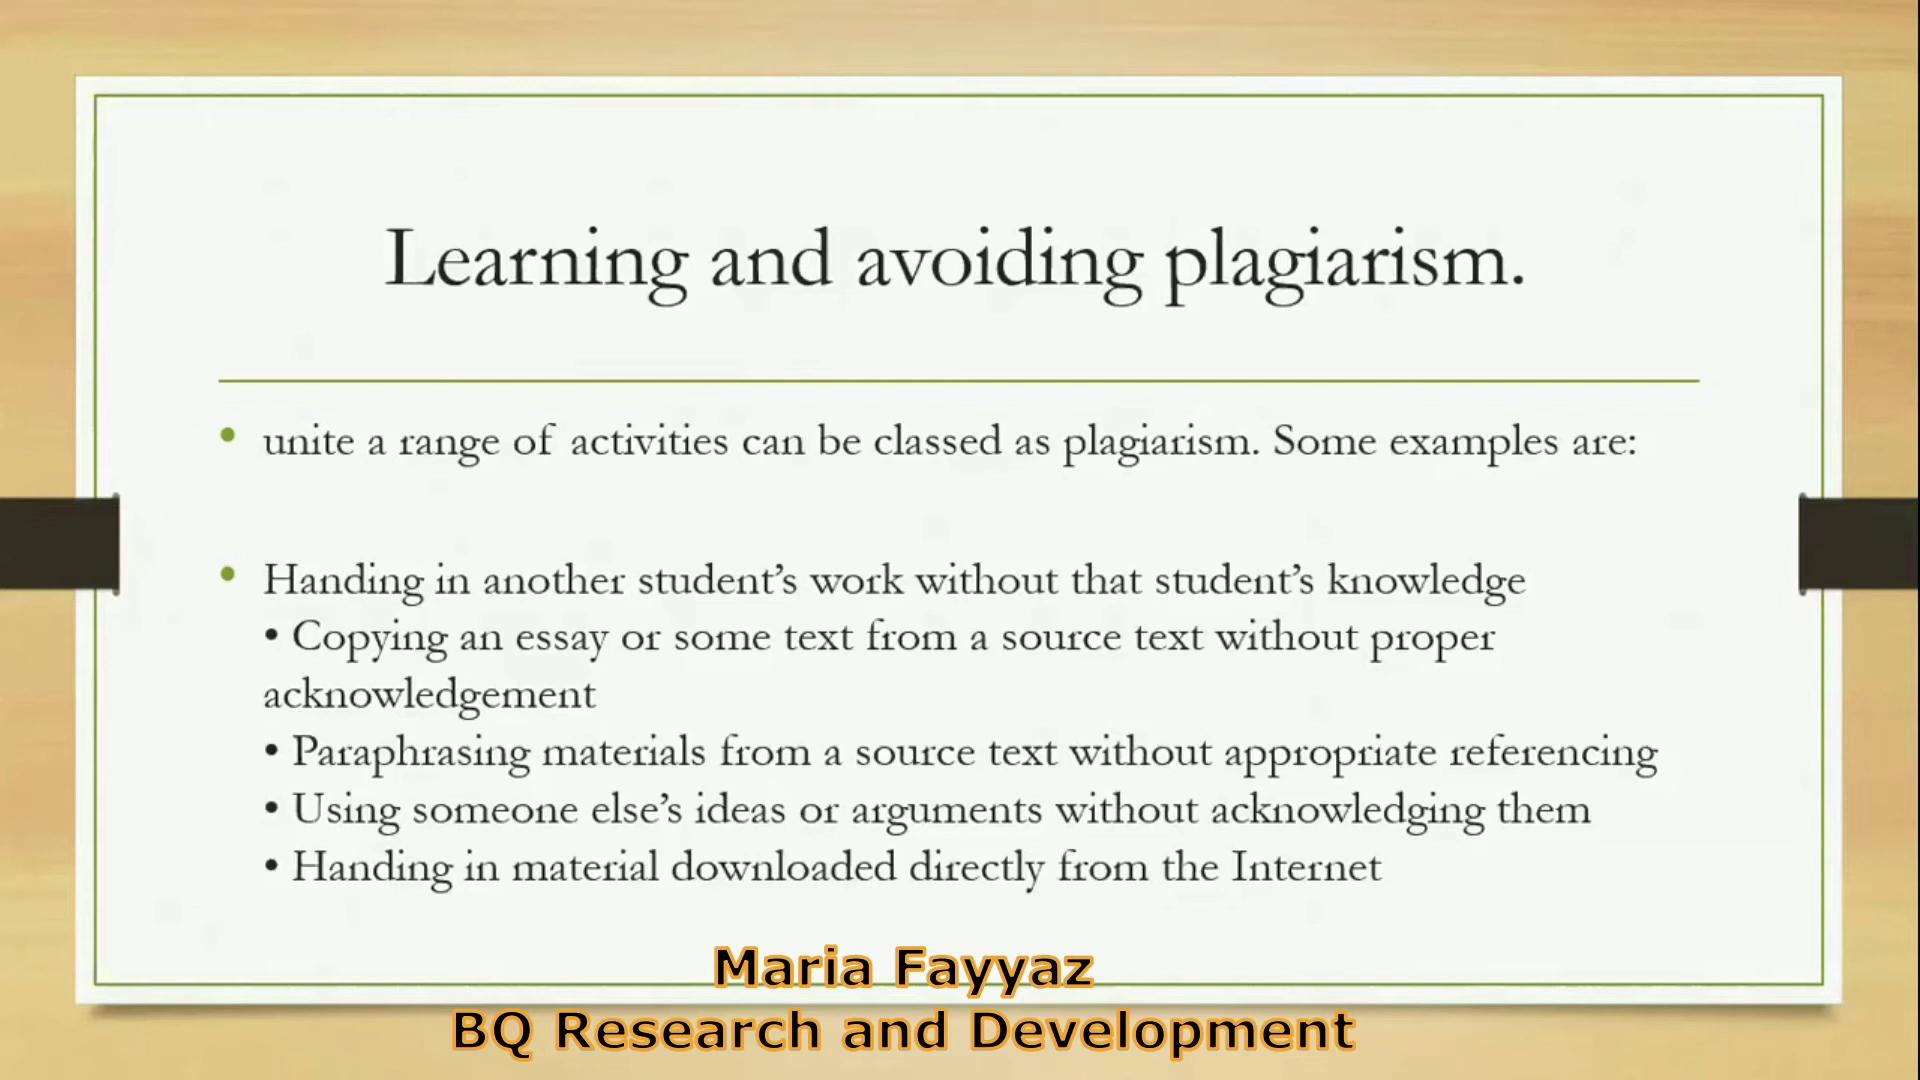 Learning and avoiding plagiarism.
• unite a range of activities can be classed as plagiarism. Some examples are:
• Handing in another student’s work without that student’s knowledge
• Copying an essay or some text from a source text without proper
acknowledgement
• Paraphrasing materials from a source text without appropriate referencing
• Using someone else’s ideas or arguments without acknowledging them
• Handing in material downloaded directly from the Internet
Maria Fayyaz
BQ Research and Development